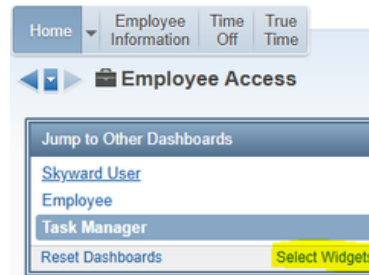 Home Employee Information Time Off True Time
Employee Access
Jump to Other Dashboards
Skyward User
Employee
Task Manager
Reset Dashboards Select Widgets